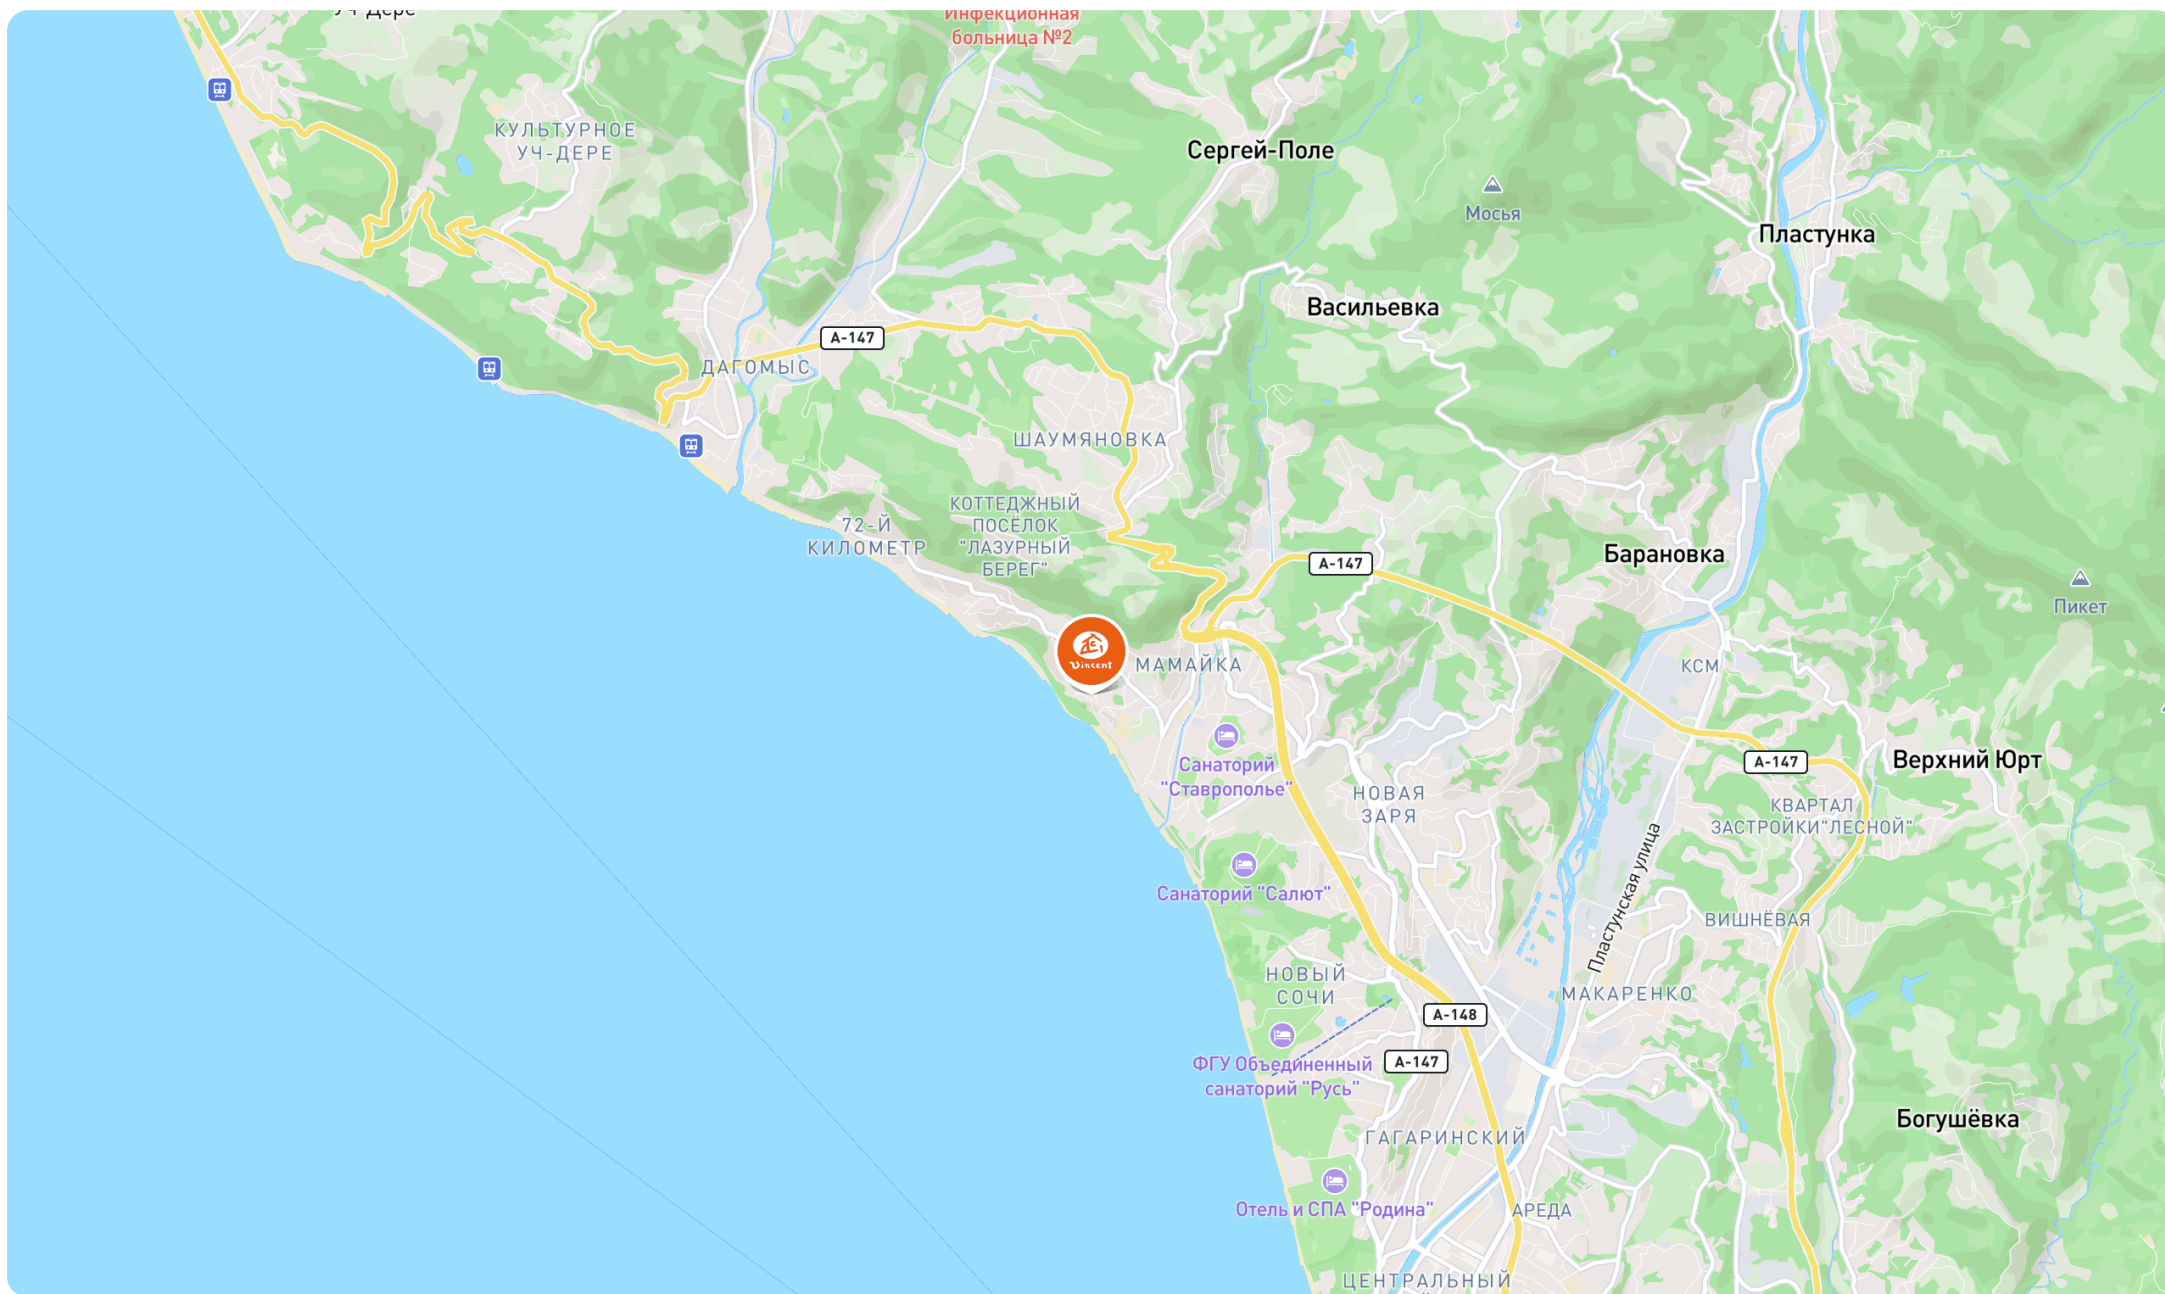 Уч-Дере
Инфекционная
больница №2
КУЛЬТУРНОЕ
УЧ-ДЕРЕ
Сергей-Поле
Мосья
Пластунка
Васильевка
А-147
ДАГОМЫС
ШАУМЯНОВКА
КОТТЕДЖНЫЙ
ПОСЁЛОК
"ЛАЗУРНЫЙ
БЕРЕГ"
72-Й
КИЛОМЕТР
А-147
Барановка
Пикет
Vincent
МАМАЙКА
КСМ
Санаторий
"Ставрополье"
А-147
Верхний Юрт
НОВАЯ
ЗАРЯ
КВАРТАЛ
ЗАСТРОЙКИ"ЛЕСНОЙ"
Пластунская улица
Санаторий "Салют"
ВИШНЁВАЯ
НОВЫЙ
СОЧИ
МАКАРЕНКО
А-148
ФГУ Объединенный
санаторий "Русь"
А-147
Богушёвка
ГАГАРИНСКИЙ
Отель и СПА "Родина"
АРЕДА
ЦЕНТРАЛЬНЫЙ